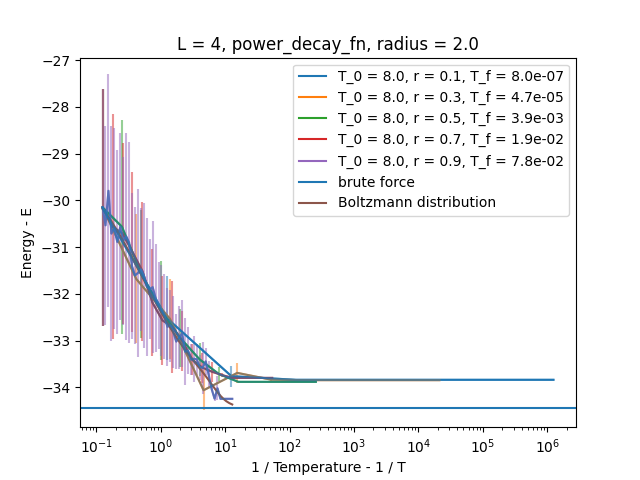 L = 4, power_decay_fn, radius = 2.0
T_0 = 8.0, r = 0.1, T_f = 8.0e-07
T_0 = 8.0, r = 0.3, T_f = 4.7e-05
T_0 = 8.0, r = 0.5, T_f = 3.9e-03
T_0 = 8.0, r = 0.7, T_f = 1.9e-02
T_0 = 8.0, r = 0.9, T_f = 7.8e-02
brute force
Boltzmann distribution
Energy - E
−27
−28
−29
−30
−31
−32
−33
−34
10⁻¹ 10⁰ 10¹ 10² 10³ 10⁴ 10⁵ 10⁶
1 / Temperature - 1 / T